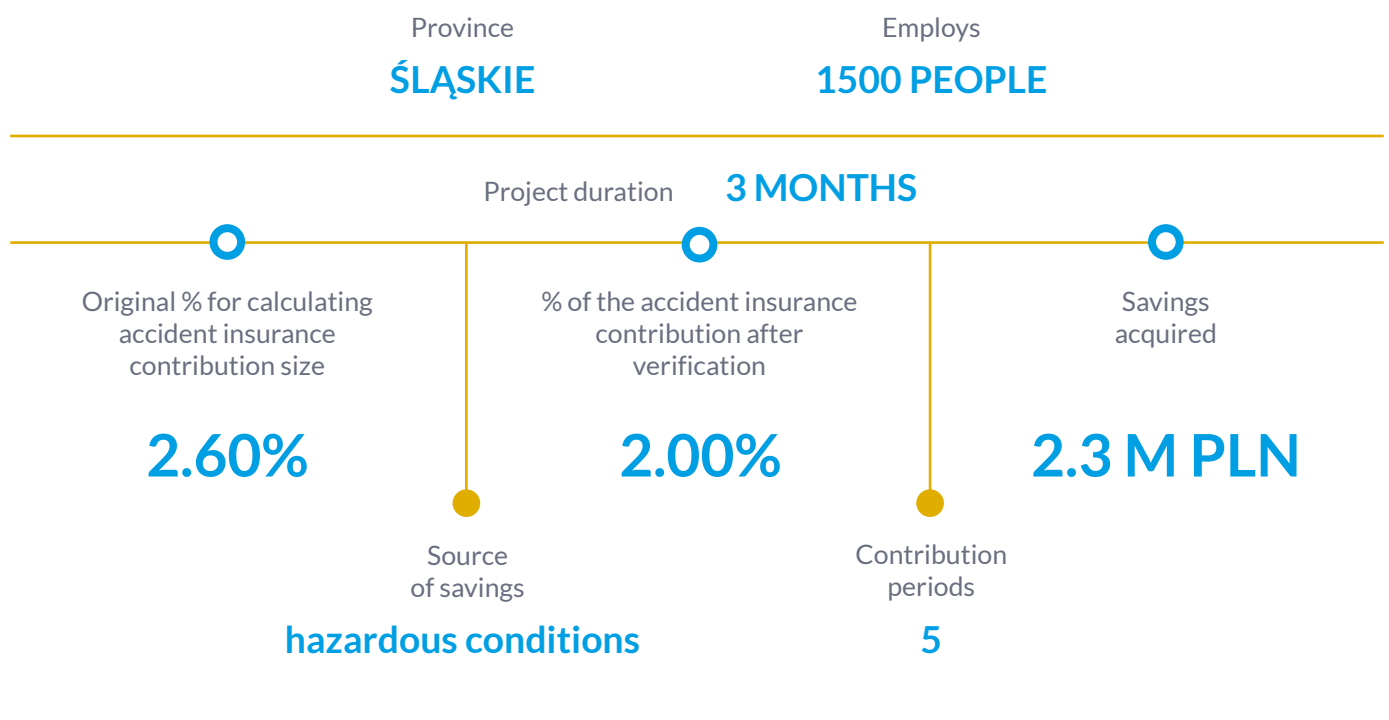 Province
ŚLĄSKIE
Employs
1500 PEOPLE
Project duration
3 MONTHS
Original % for calculating
accident insurance
contribution size
2.60%
Source
of savings
hazardous conditions
% of the accident insurance
contribution after
verification
2.00%
Contribution
periods
5
Savings
acquired
2.3 M PLN